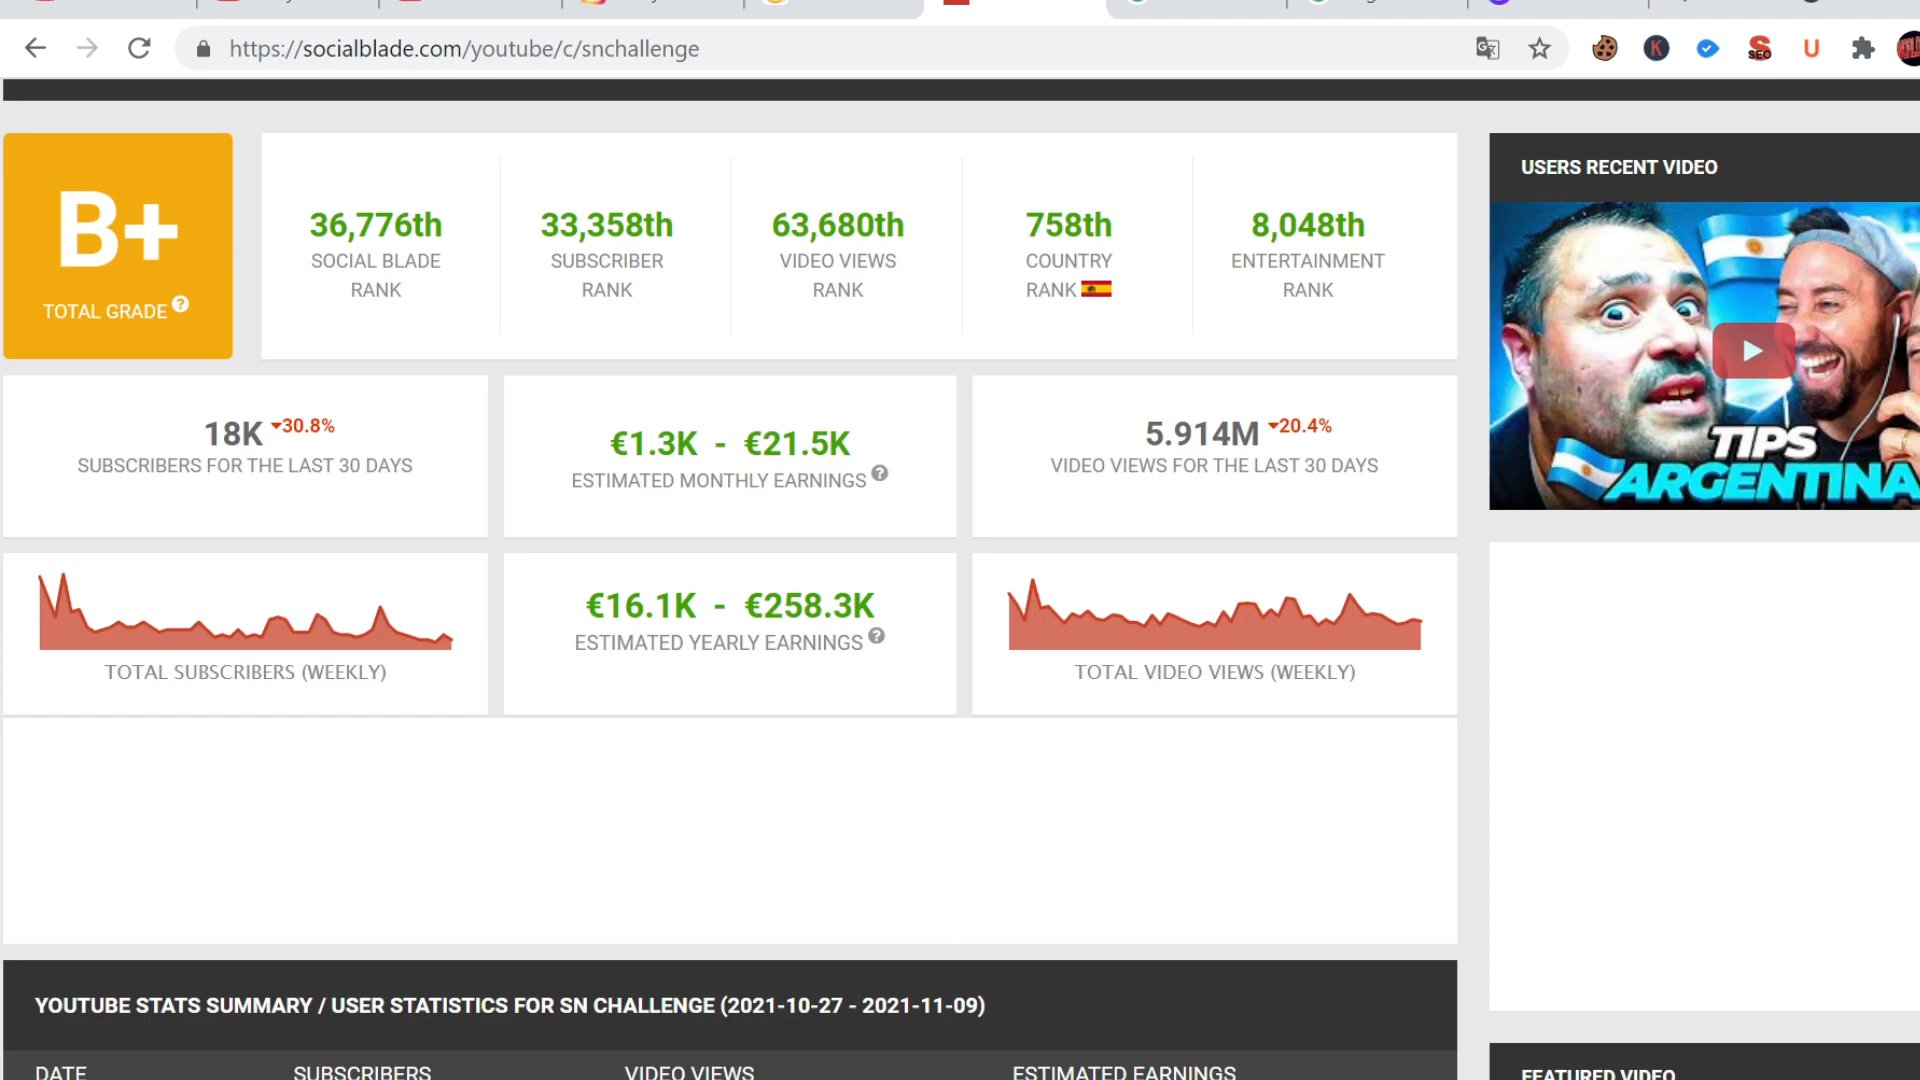 https://socialblade.com/youtube/c/snchallenge
K
SEO
U
B+
TOTAL GRADE ?
36,776th
SOCIAL BLADE
RANK
33,358th
SUBSCRIBER
RANK
63,680th
VIDEO VIEWS
RANK
758th
COUNTRY
RANK
8,048th
ENTERTAINMENT
RANK
USERS RECENT VIDEO
TIPS
ARGENTINA
18K 30.8%
SUBSCRIBERS FOR THE LAST 30 DAYS
€1.3K - €21.5K
ESTIMATED MONTHLY EARNINGS ?
5.914M 20.4%
VIDEO VIEWS FOR THE LAST 30 DAYS
TOTAL SUBSCRIBERS (WEEKLY)
€16.1K - €258.3K
ESTIMATED YEARLY EARNINGS ?
TOTAL VIDEO VIEWS (WEEKLY)
YOUTUBE STATS SUMMARY / USER STATISTICS FOR SN CHALLENGE (2021-10-27 - 2021-11-09)
DATE
SUBSCRIBERS
VIDEO VIEWS
ESTIMATED EARNINGS
FEATURED VIDEO